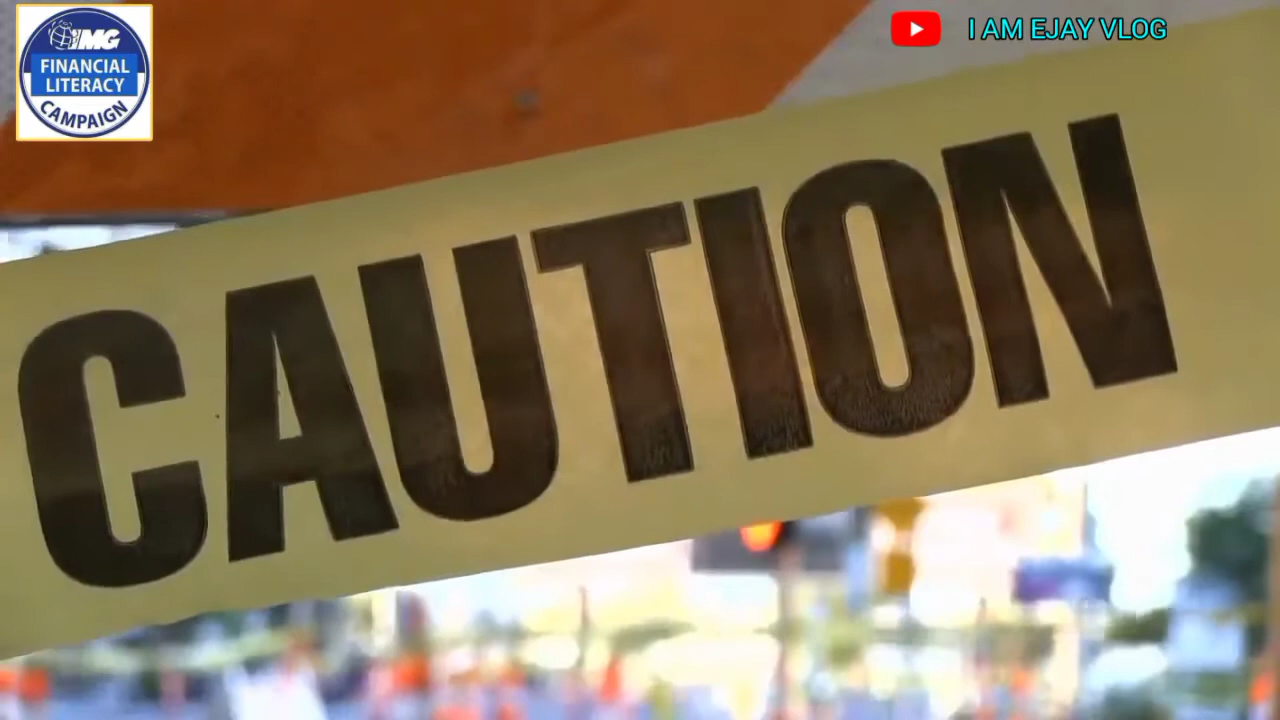 IMG
FINANCIAL
LITERACY
CAMPAIGN
I AM EJAY VLOG
CAUTION